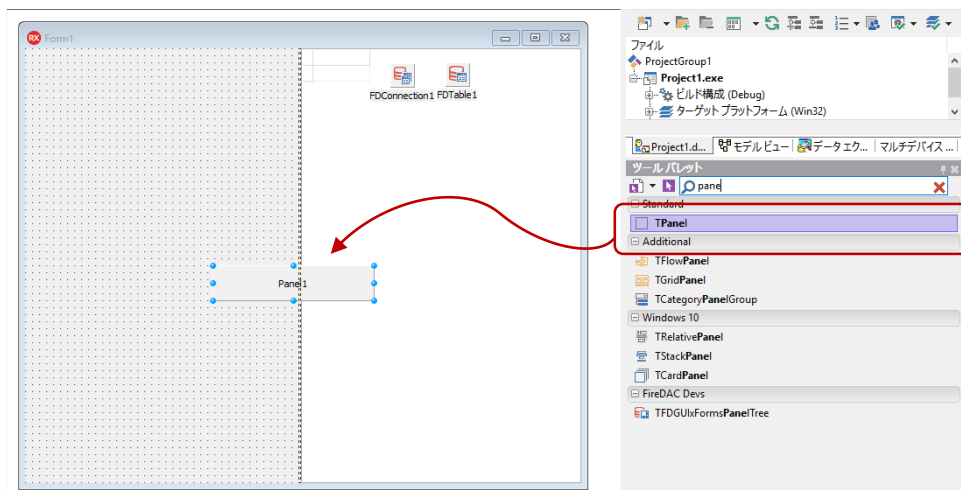 RX Form1
FDConnection1 FDTable1
Panel1
ファイル
ProjectGroup1
Project1.exe
ビルド構成 (Debug)
ターゲット プラットフォーム (Win32)
Project1.d... モデル ビュー データ エク... マルチデバイス ...
ツール パレット
pane
Standard
TPanel
Additional
TFlowPanel
TGridPanel
TCategoryPanelGroup
Windows 10
TRelativePanel
TStackPanel
TCardPanel
FireDAC Devs
TFDGUIxFormsPanelTree